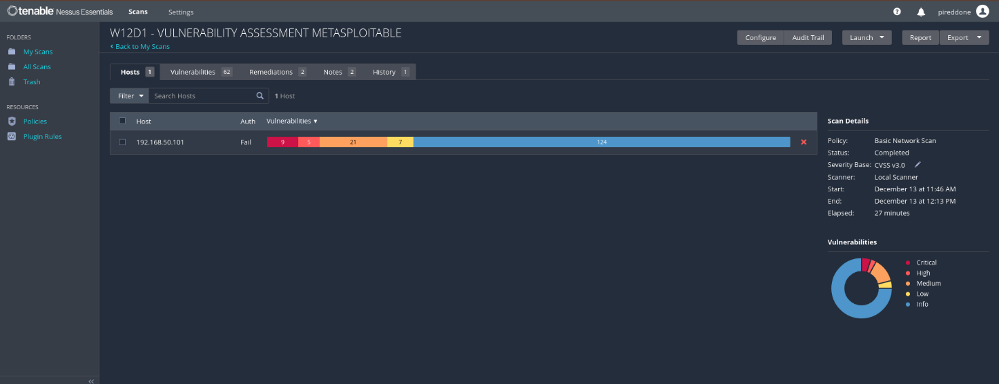 tenable Nessus Essentials Scans Settings pireddone
FOLDERS
My Scans
All Scans
Trash
RESOURCES
Policies
Plugin Rules
W12D1 - VULNERABILITY ASSESSMENT METASPLOITABLE
Back to My Scans
Configure Audit Trail Launch Report Export
Hosts 1 Vulnerabilities 62 Remediations 2 Notes 2 History 1
Filter Search Hosts 1 Host
Host Auth Vulnerabilities
192.168.50.101 Fail 9 5 21 7 124
Scan Details
Policy: Basic Network Scan
Status: Completed
Severity Base: CVSS v3.0
Scanner: Local Scanner
Start: December 13 at 11:46 AM
End: December 13 at 12:13 PM
Elapsed: 27 minutes
Vulnerabilities
Critical
High
Medium
Low
Info